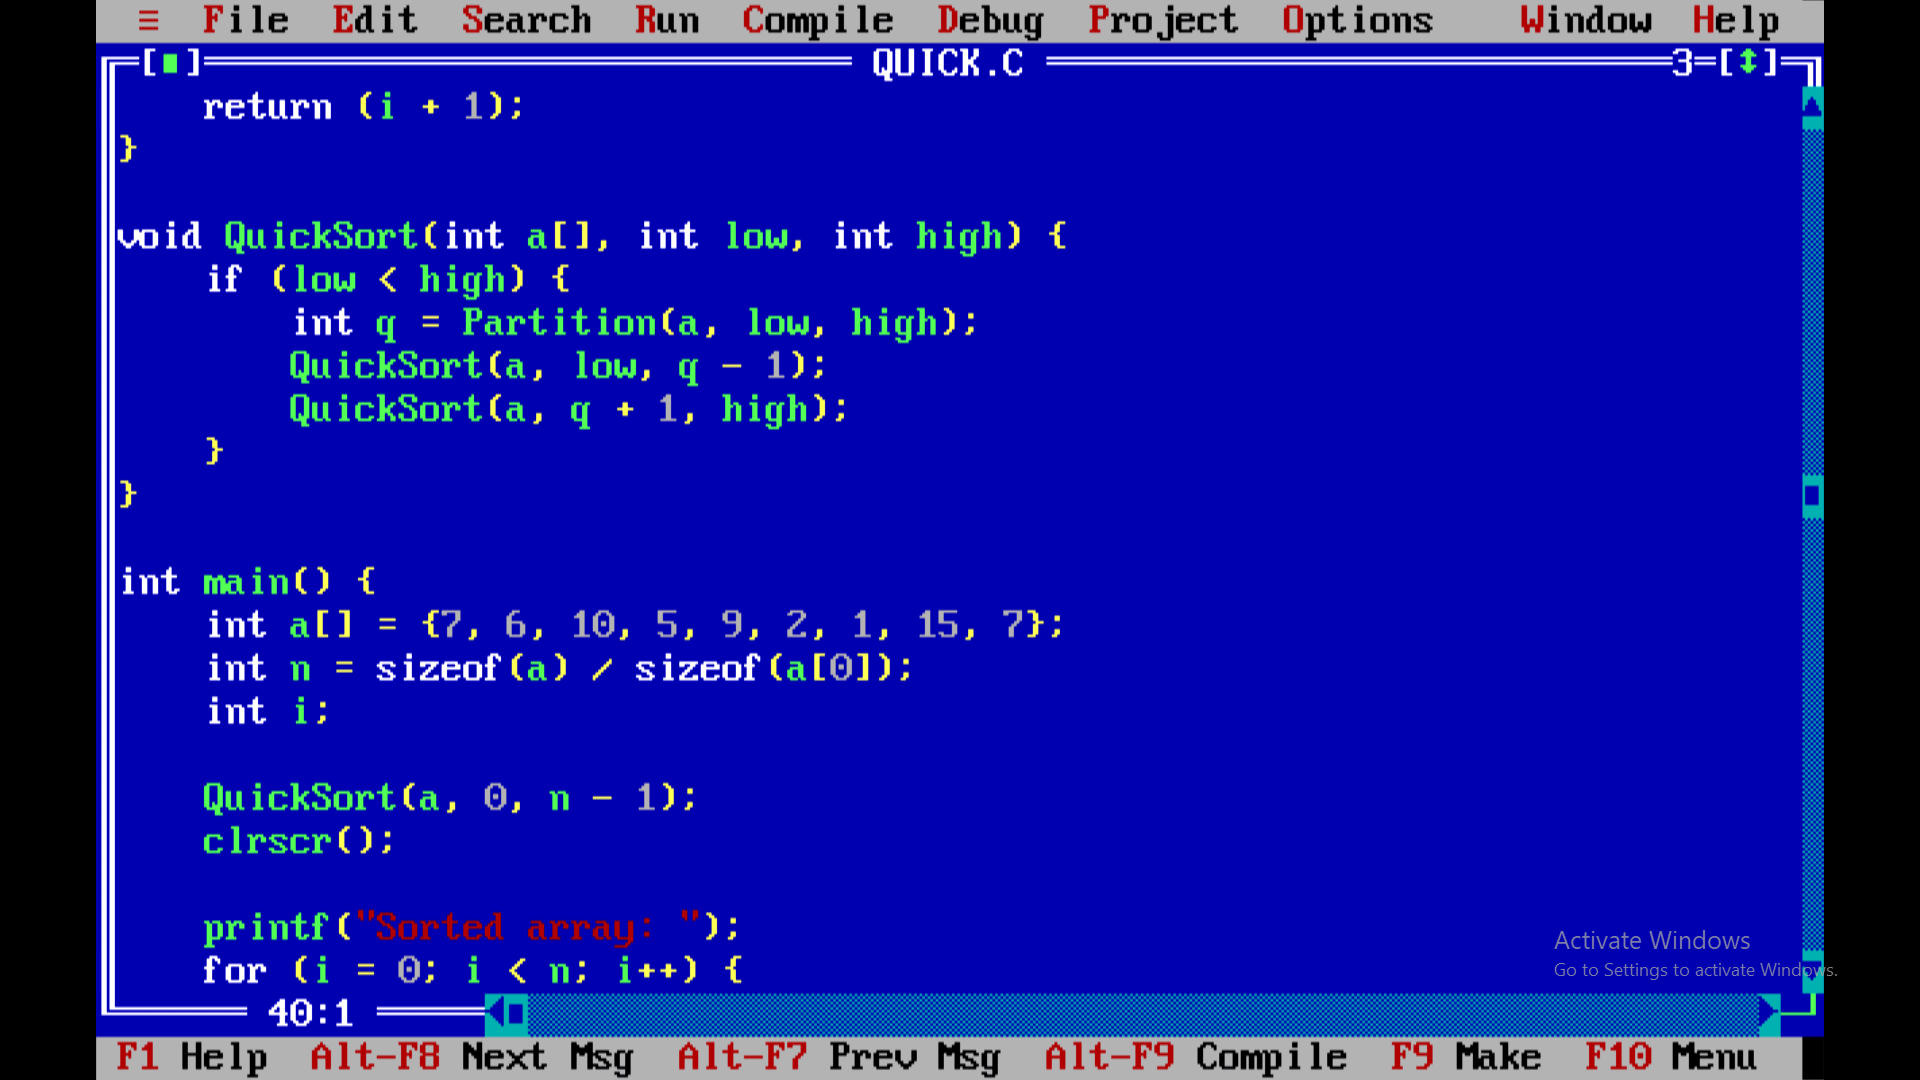 ≡ File Edit Search Run Compile Debug Project Options Window Help
[■] QUICK.C 3=[↕]
    return (i + 1);
}

void QuickSort(int a[], int low, int high) {
    if (low < high) {
        int q = Partition(a, low, high);
        QuickSort(a, low, q - 1);
        QuickSort(a, q + 1, high);
    }
}

int main() {
    int a[] = {7, 6, 10, 5, 9, 2, 1, 15, 7};
    int n = sizeof(a) / sizeof(a[0]);
    int i;

    QuickSort(a, 0, n - 1);
    clrscr();

    printf("Sorted array: ");
    for (i = 0; i < n; i++) {
Activate Windows
Go to Settings to activate Windows.
40:1
F1 Help Alt-F8 Next Msg Alt-F7 Prev Msg Alt-F9 Compile F9 Make F10 Menu